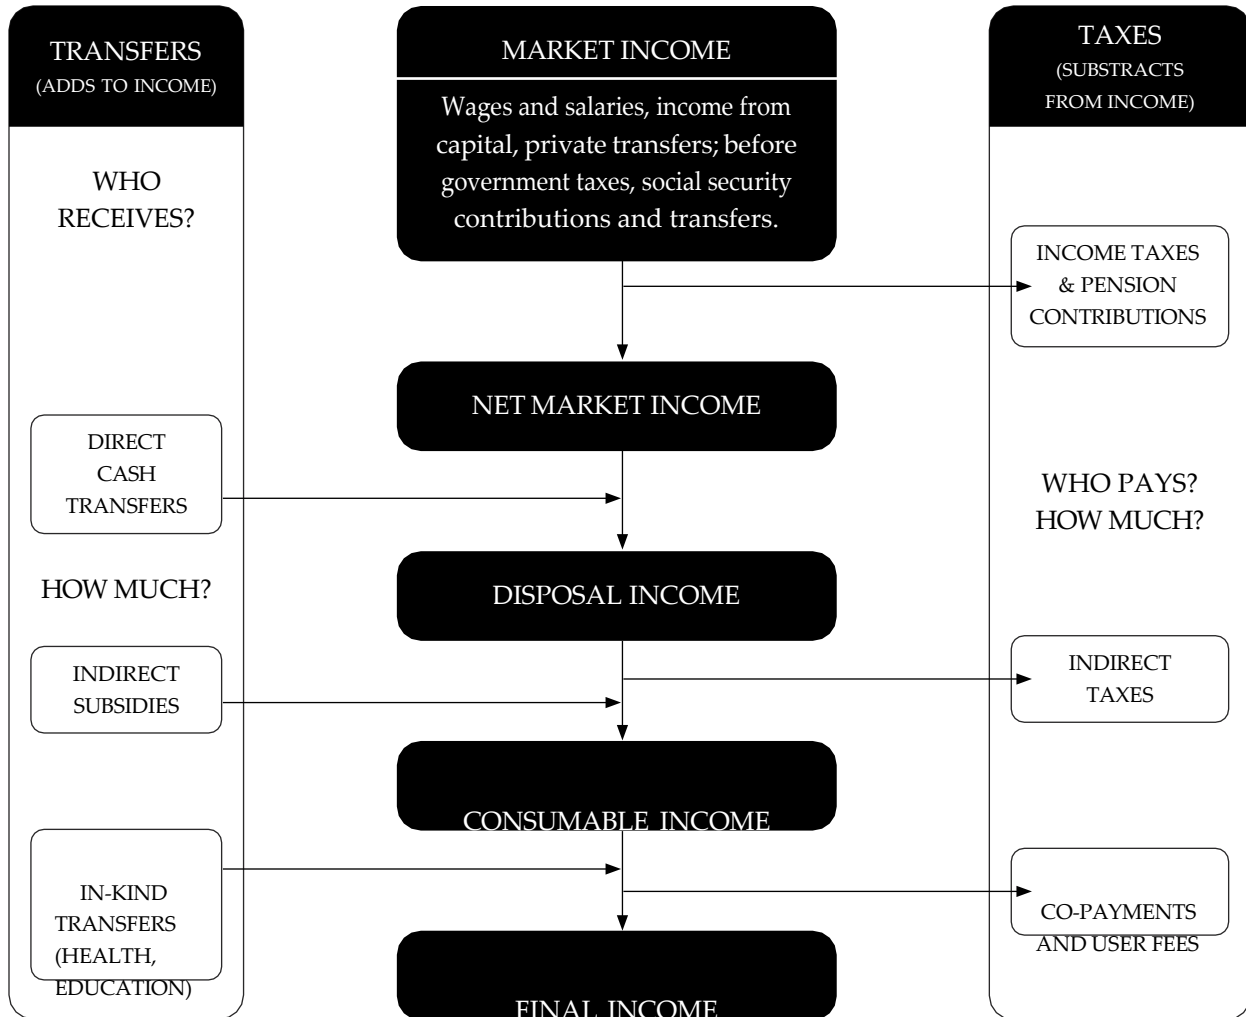 TRANSFERS
(ADDS TO INCOME)
WHO
RECEIVES?
DIRECT
CASH
TRANSFERS
HOW MUCH?
INDIRECT
SUBSIDIES
IN-KIND
TRANSFERS
(HEALTH,
EDUCATION)
MARKET INCOME
Wages and salaries, income from
capital, private transfers; before
government taxes, social security
contributions and transfers.
NET MARKET INCOME
DISPOSAL INCOME
CONSUMABLE INCOME
FINAL INCOME
TAXES
(SUBSTRACTS
FROM INCOME)
INCOME TAXES
& PENSION
CONTRIBUTIONS
WHO PAYS?
HOW MUCH?
INDIRECT
TAXES
CO-PAYMENTS
AND USER FEES